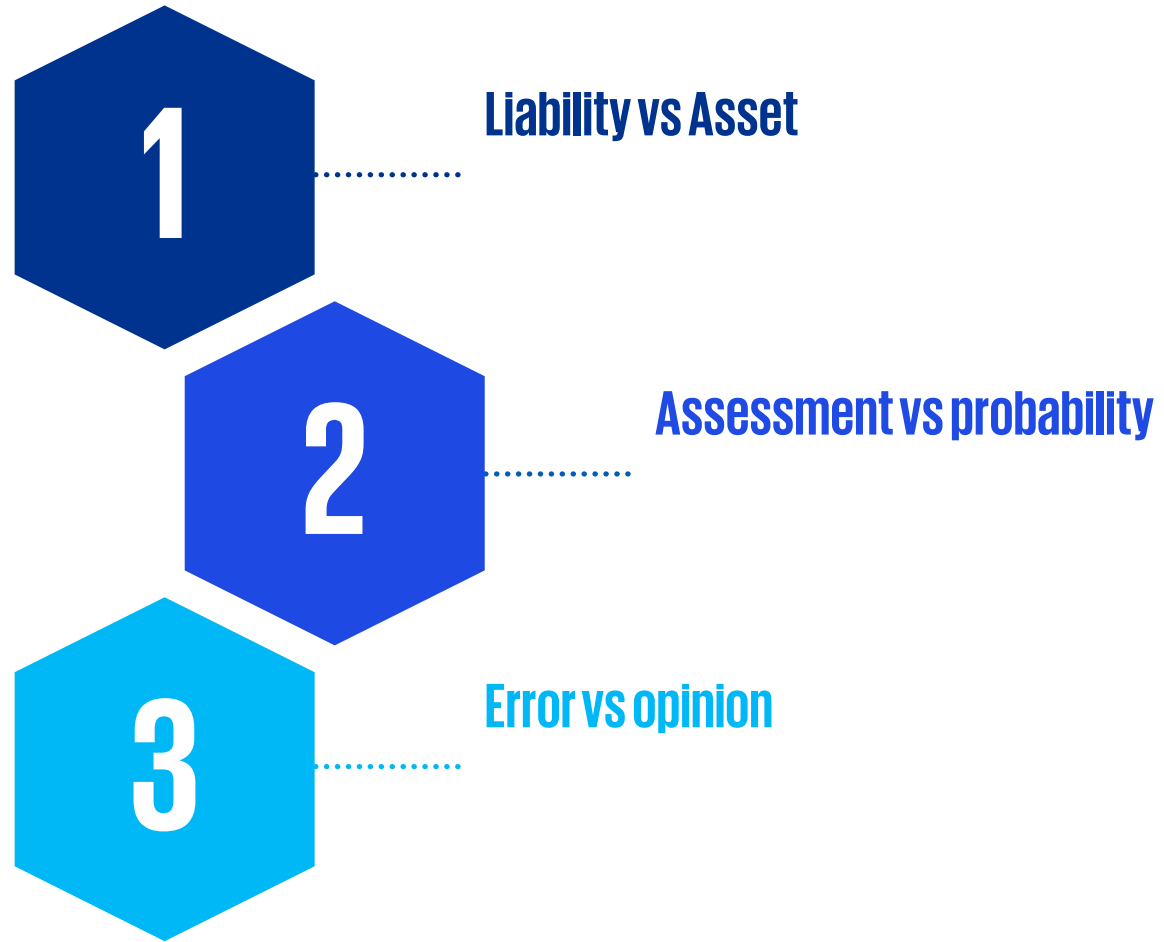 1
Liability vs Asset
2
Assessment vs probability
3
Error vs opinion